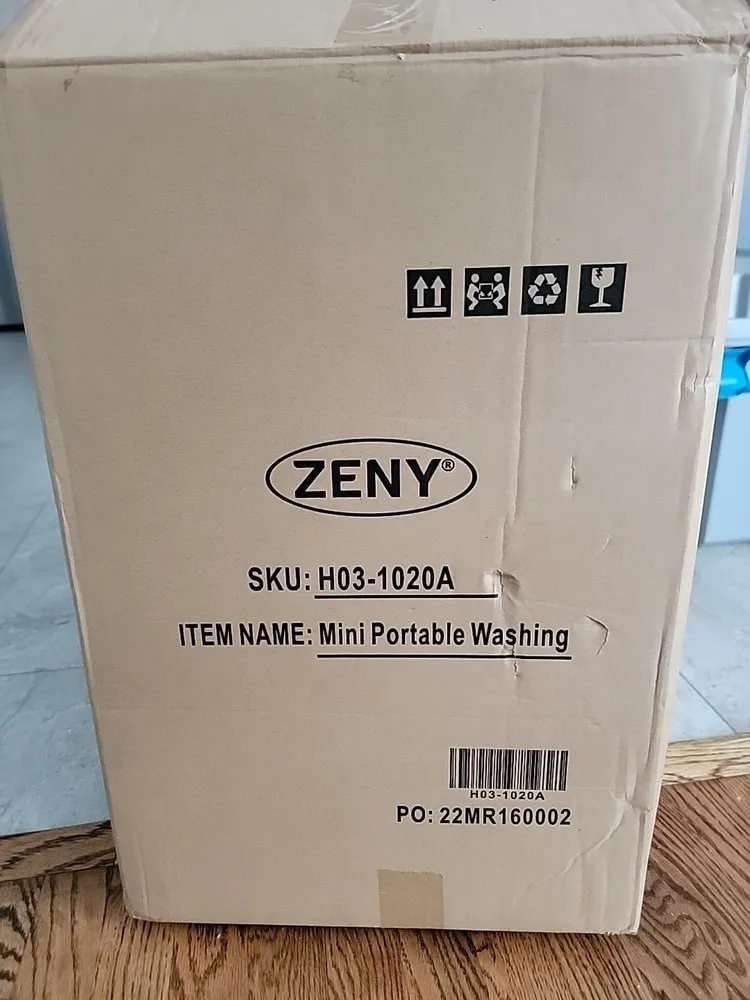 ZENY®
SKU: H03-1020A
ITEM NAME: Mini Portable Washing
H03-1020A
PO: 22MR160002